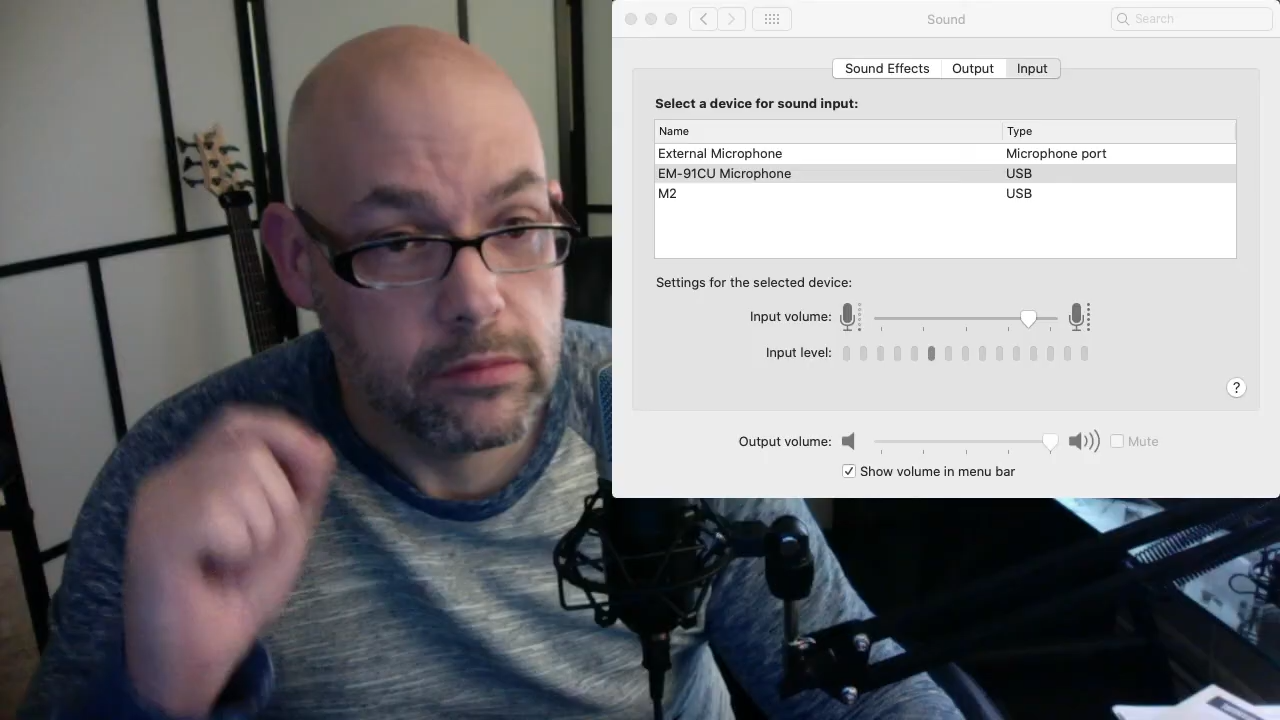 Sound
Search
Sound Effects Output Input
Select a device for sound input:
Name Type
External Microphone Microphone port
EM-91CU Microphone USB
M2 USB
Settings for the selected device:
Input volume:
Input level:
?
Output volume: Mute
Show volume in menu bar